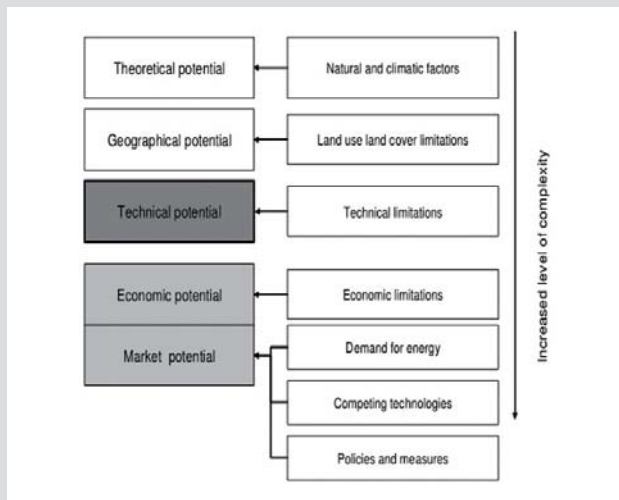 Theoretical potential
Natural and climatic factors
Geographical potential
Land use land cover limitations
Technical potential
Technical limitations
Economic potential
Economic limitations
Market potential
Demand for energy
Competing technologies
Policies and measures
Increased level of complexity